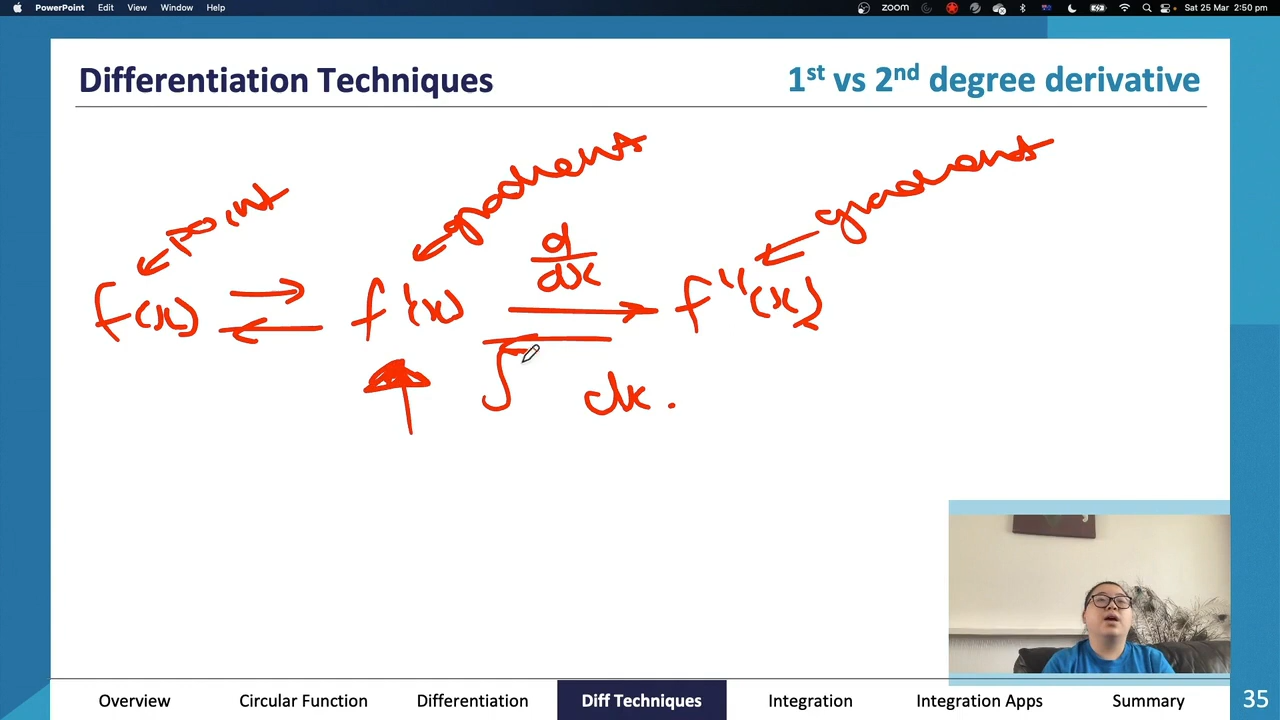 PowerPoint Edit View Window Help zoom Sat 25 Mar 2:50 pm
Differentiation Techniques 1st vs 2nd degree derivative
point gradient gradient
d/dx
f(x) f'(x) f''(x)
∫ dx.
Overview Circular Function Differentiation Diff Techniques Integration Integration Apps Summary 35